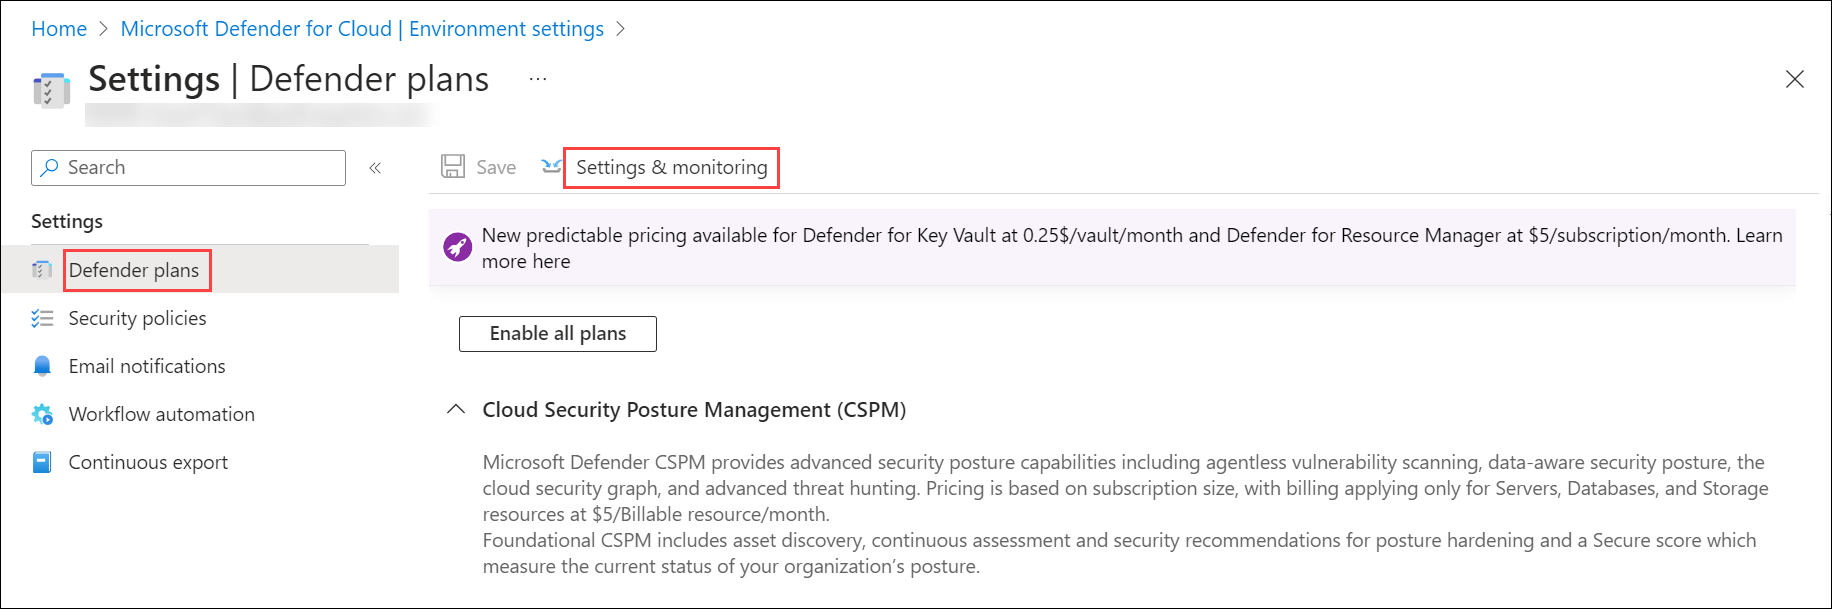 Home > Microsoft Defender for Cloud | Environment settings >
Settings | Defender plans ...
Search
«
Save
Settings & monitoring
Settings
Defender plans
Security policies
Email notifications
Workflow automation
Continuous export
New predictable pricing available for Defender for Key Vault at 0.25$/vault/month and Defender for Resource Manager at $5/subscription/month. Learn
more here
Enable all plans
Cloud Security Posture Management (CSPM)
Microsoft Defender CSPM provides advanced security posture capabilities including agentless vulnerability scanning, data-aware security posture, the
cloud security graph, and advanced threat hunting. Pricing is based on subscription size, with billing applying only for Servers, Databases, and Storage
resources at $5/Billable resource/month.
Foundational CSPM includes asset discovery, continuous assessment and security recommendations for posture hardening and a Secure score which
measure the current status of your organization’s posture.